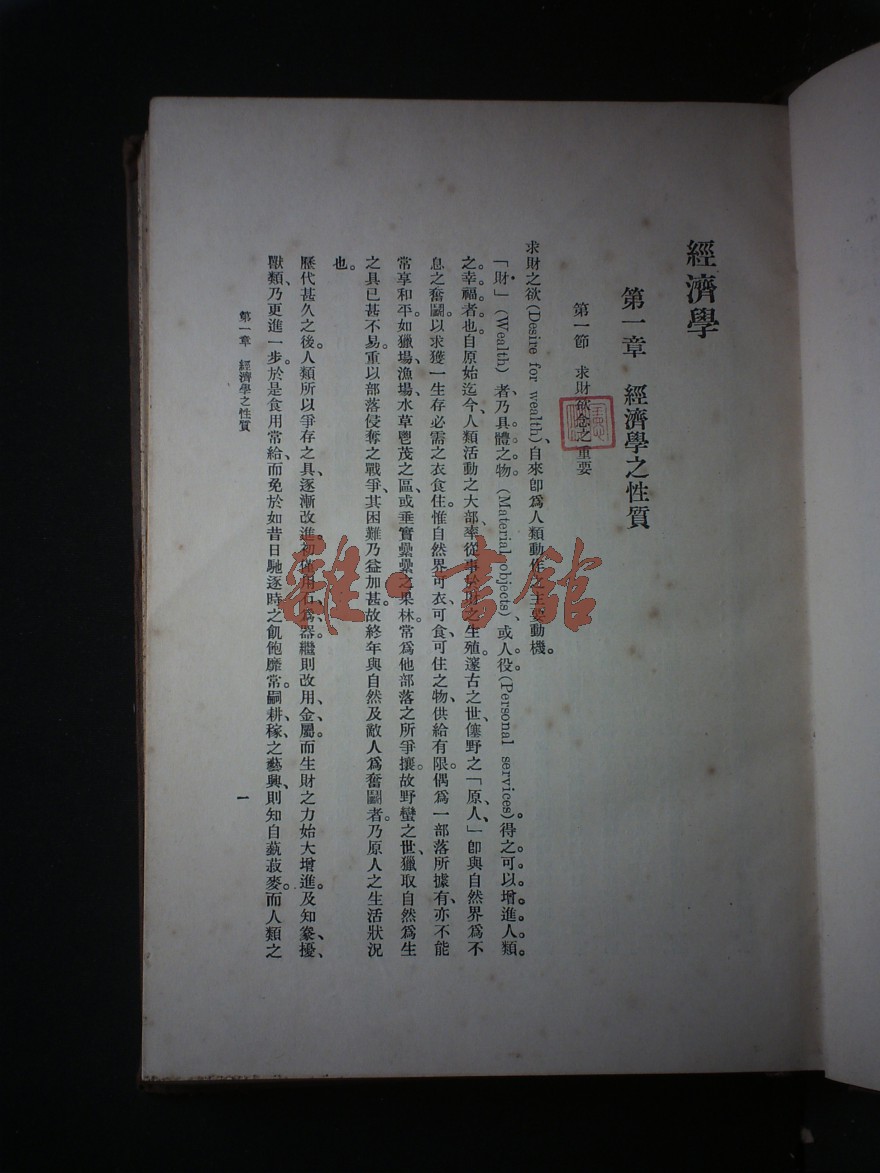 經濟學
第一章　經濟學之性質
第一節　求財欲念之重要
求財之欲(Desire for wealth)、自來卽爲人類動作之主要動機。
「財」(Wealth)者、乃具體之物(Material objects)、或人役(Personal services)得之可以增進人類
之幸福者也。自原始迄今、人類活動之大部、率從事於財之生殖。邃古之世、僿野之「原人」、卽與自然界爲不
息之奮鬭。以求獲一生存必需之衣食住。惟自然界可衣可食可住之物、供給有限。偶爲一部落所據有、亦不能
常享和平。如獵場、漁場、水草鬯茂之區、或垂實纍纍之果林、常爲他部落之所爭攘。故野蠻之世、獵取自然爲生
之具、已甚不易。重以部落侵奪之戰爭、其困難乃益加甚。故終年與自然及敵人爲奮鬭者。乃原人之生活狀況
也。
歷代甚久之後、人類所以爭存之具、逐漸改進。初僅用石爲器、繼則改用金屬。而生財之力始大增進。及知豢擾、
獸類、乃更進一步。於是食用常給、而免於如昔日馳逐時之飢飽靡常。嗣耕稼之藝興、則知自蓺菽麥。而人類之
第一章　經濟學之性質
一
雜·書館